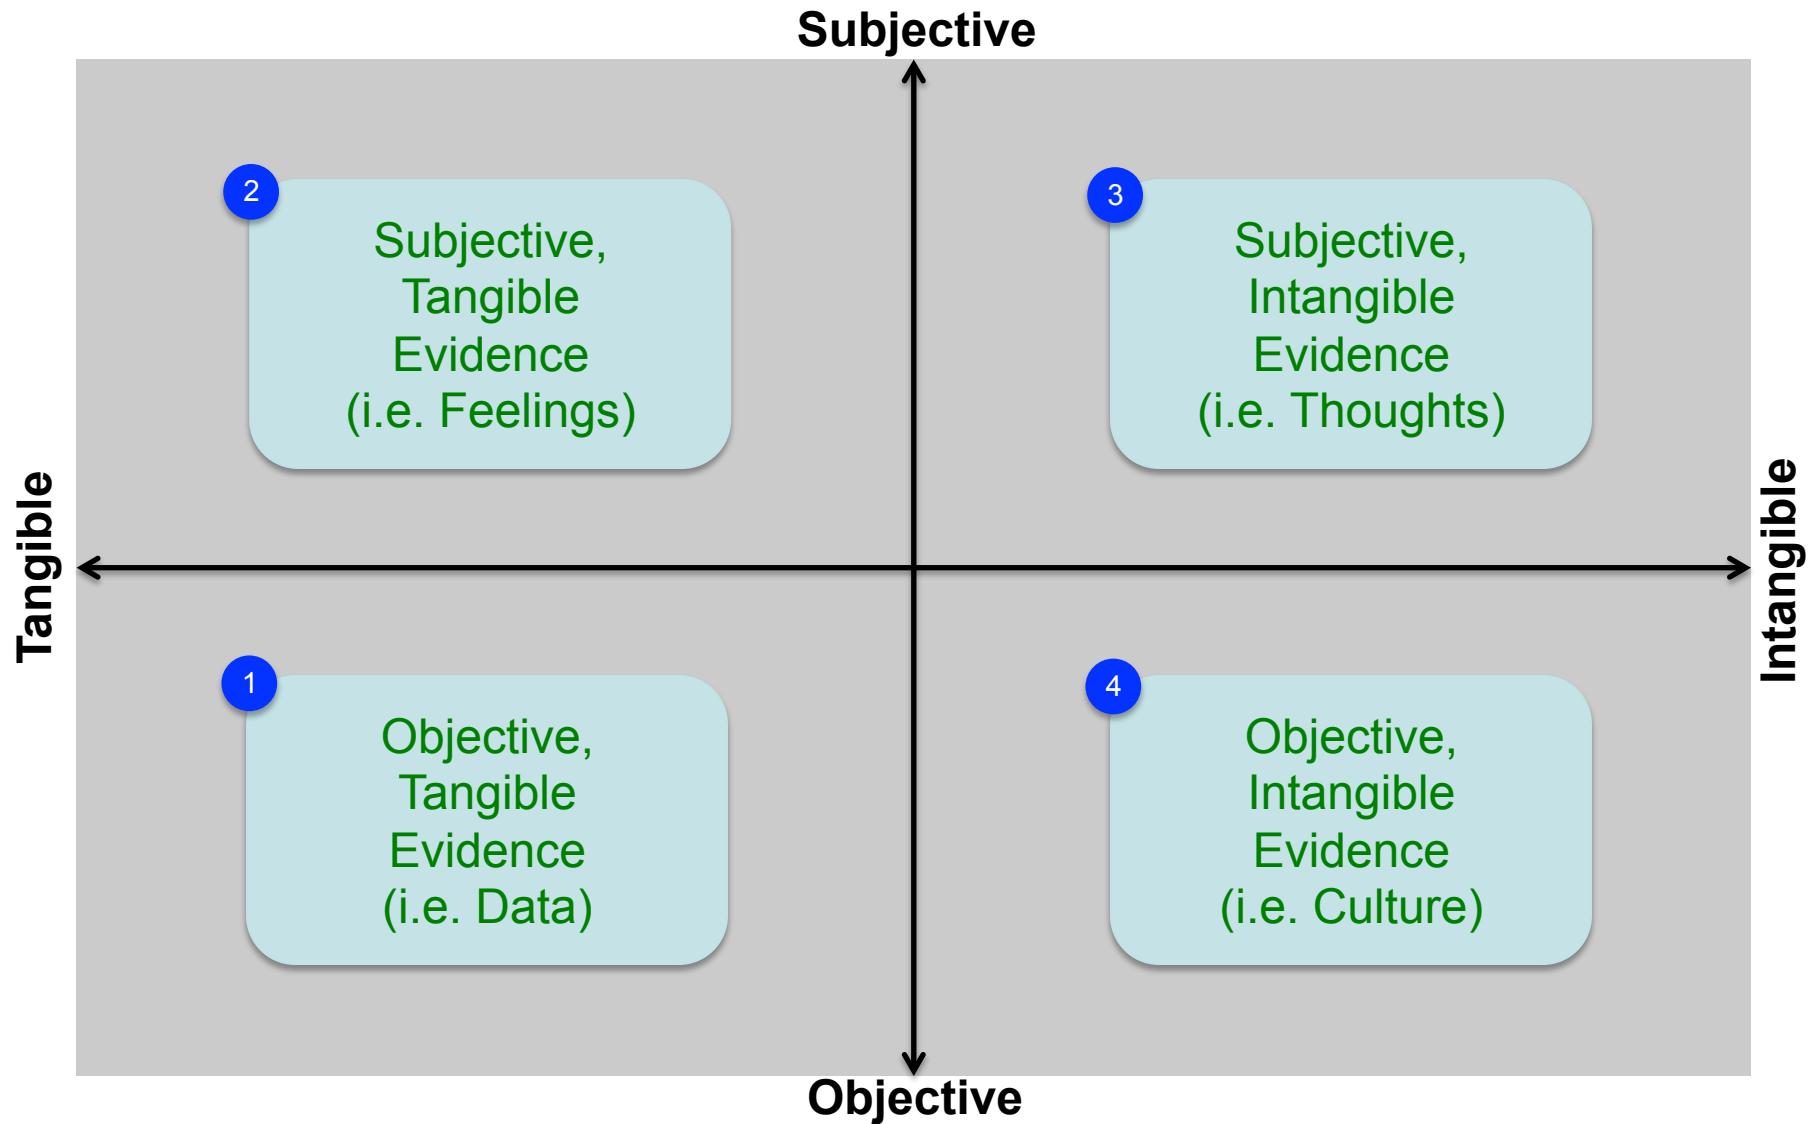 Subjective
2
Subjective,
Tangible
Evidence
(i.e. Feelings)
3
Subjective,
Intangible
Evidence
(i.e. Thoughts)
Tangible
Intangible
1
Objective,
Tangible
Evidence
(i.e. Data)
4
Objective,
Intangible
Evidence
(i.e. Culture)
Objective